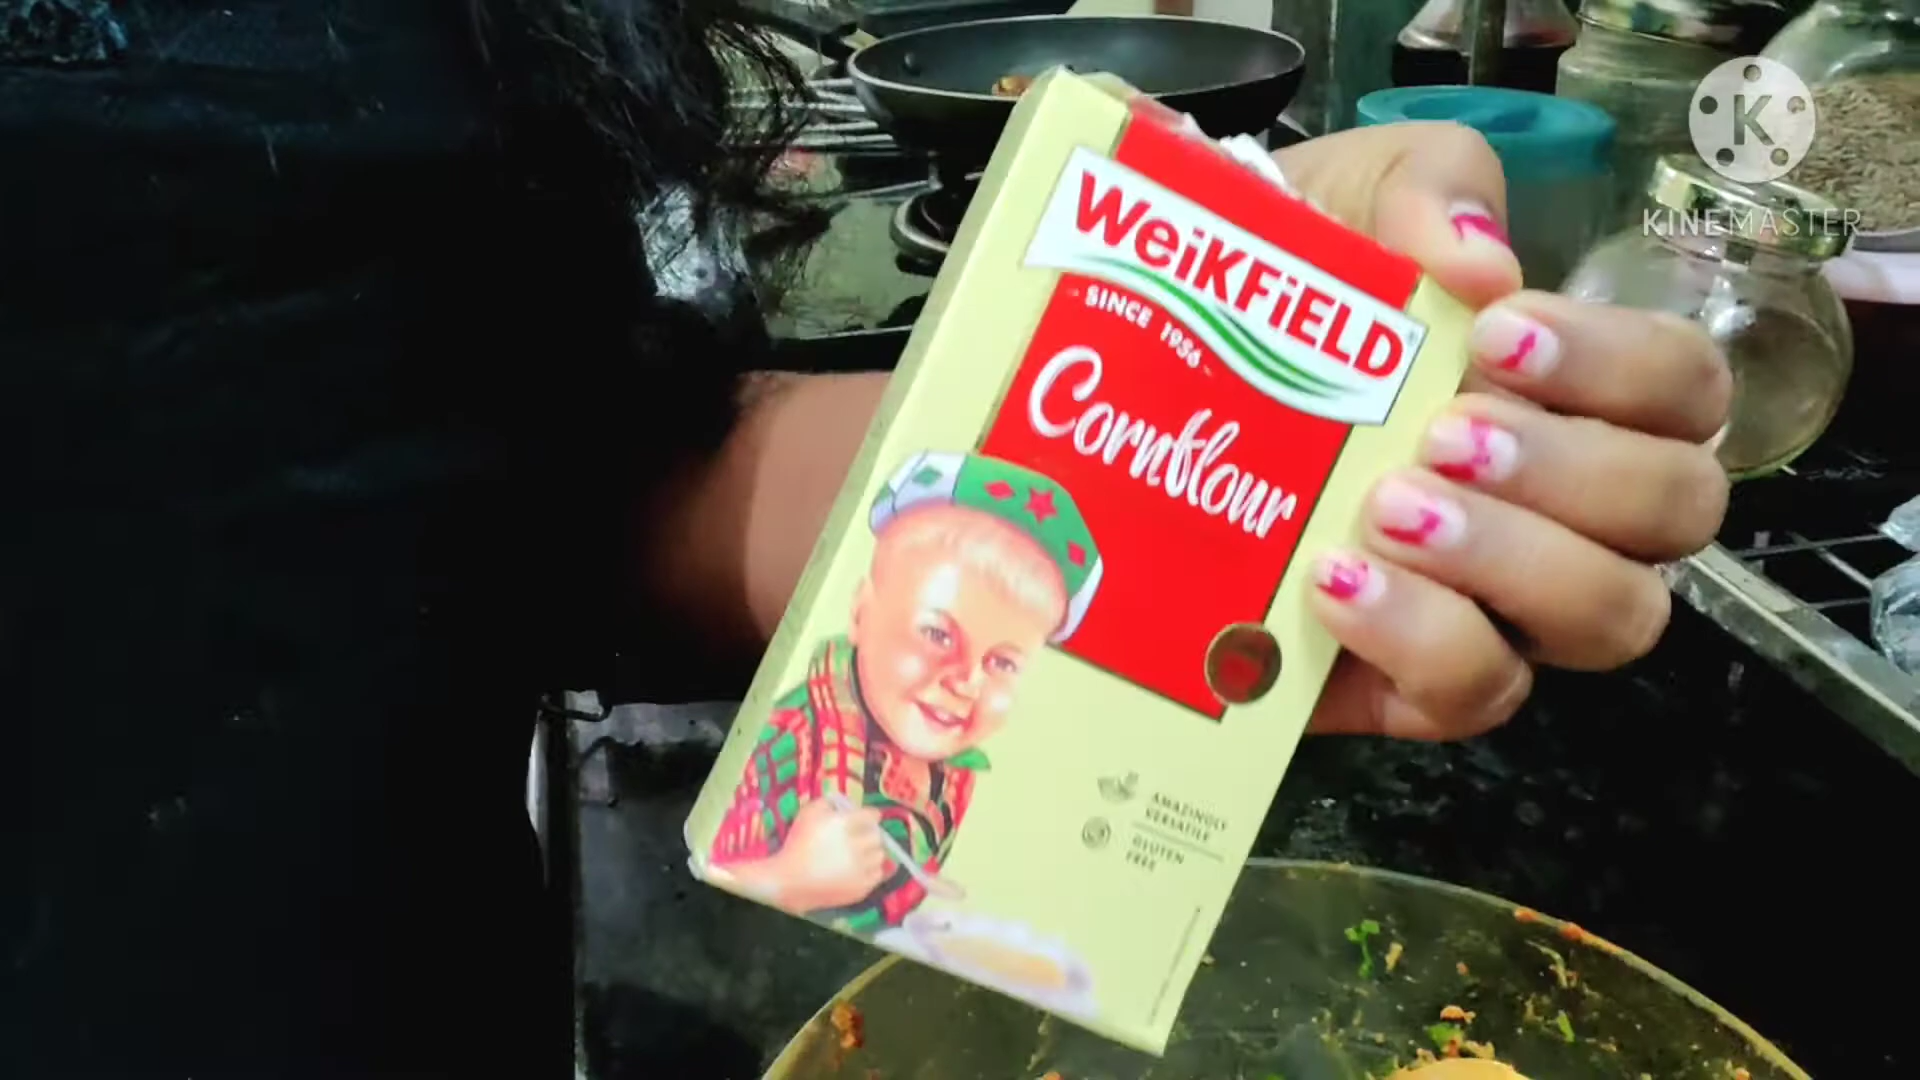 WeiKFiELD
SINCE 1956
Cornflour
AMAZINGLY
VERSATILE
GLUTEN
FREE
K
KINEMASTER